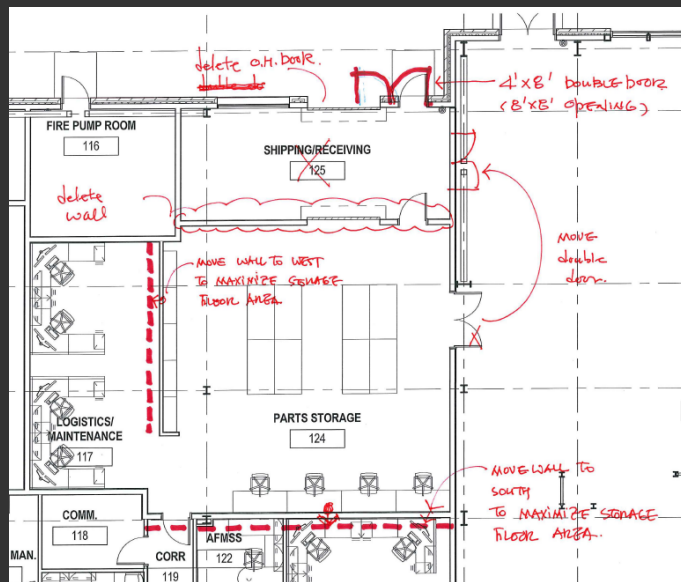 delete O.H. Door.
4'x8' DOUBLE DOOR
(8'x8' OPENING)
FIRE PUMP ROOM
116
SHIPPING/RECEIVING
125
delete
wall
MOVE
double
door.
MOVE WALL TO WEST
TO MAXIMIZE STORAGE
FLOOR AREA
LOGISTICS/
MAINTENANCE
117
PARTS STORAGE
124
MOVE WALL TO
SOUTH
TO MAXIMIZE STORAGE
FLOOR AREA.
COMM.
118
AFMSS
122
MAN.
CORR
119